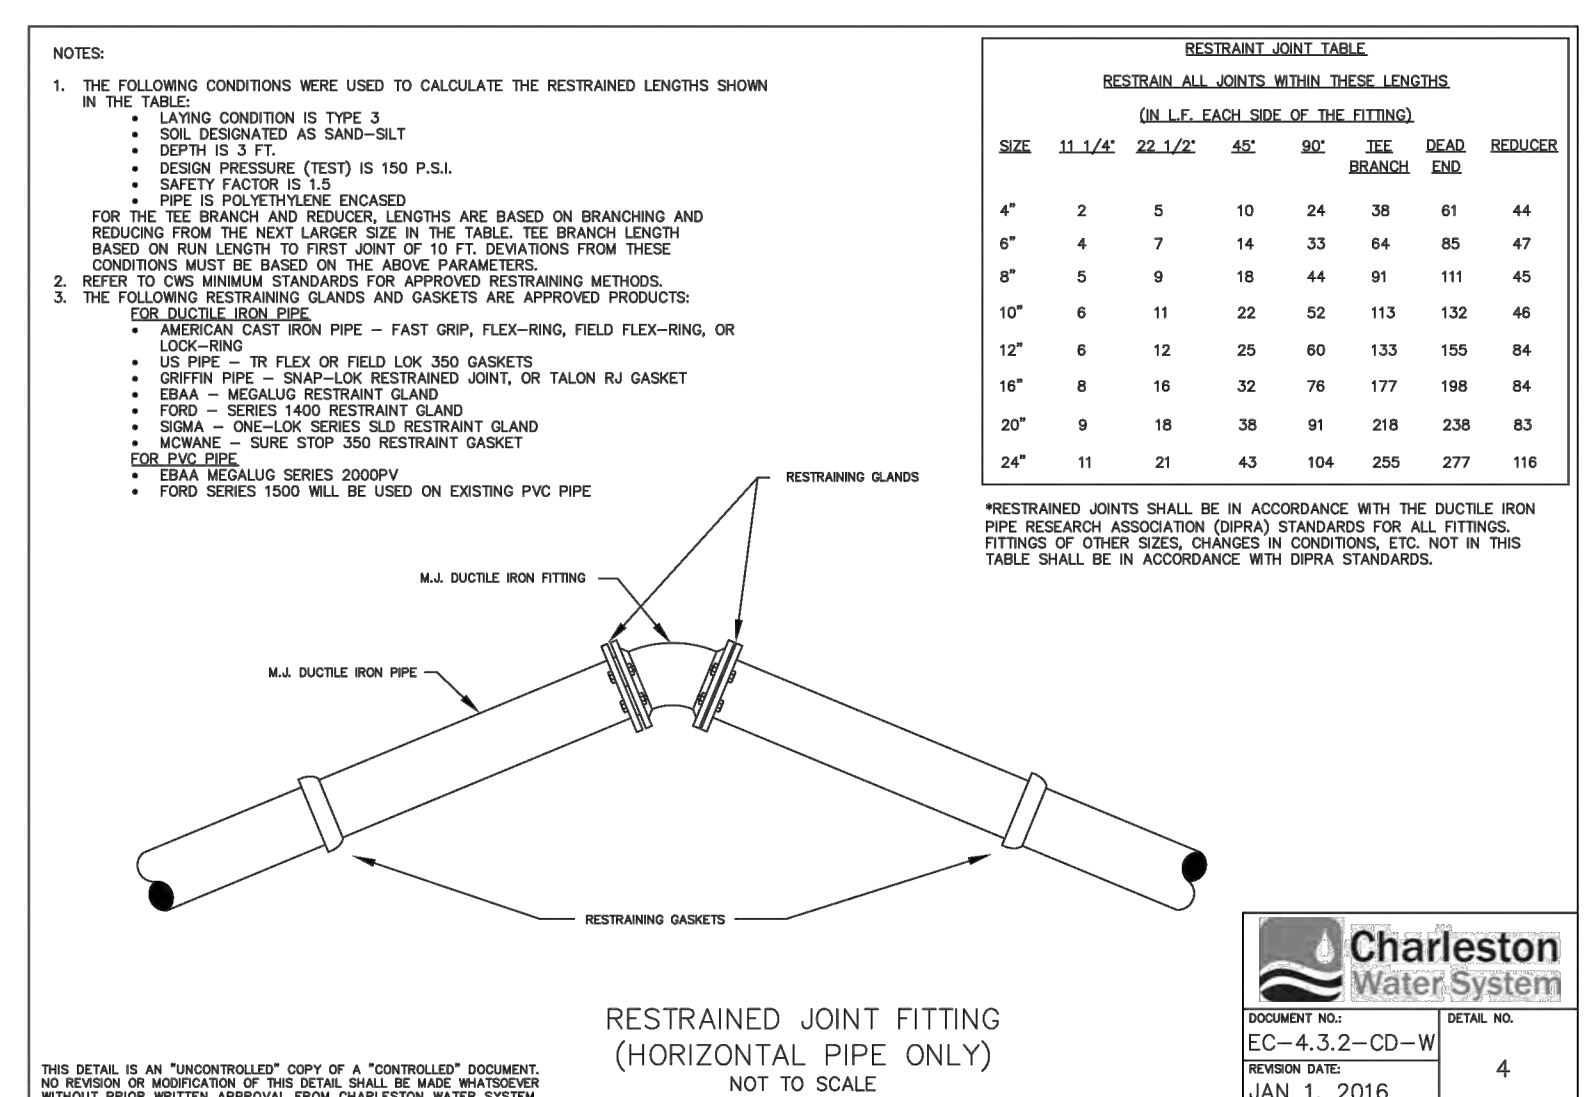 NOTES:
1. THE FOLLOWING CONDITIONS WERE USED TO CALCULATE THE RESTRAINED LENGTHS SHOWN
IN THE TABLE:
• LAYING CONDITION IS TYPE 3
• SOIL DESIGNATED AS SAND-SILT
• DEPTH IS 3 FT.
• DESIGN PRESSURE (TEST) IS 150 P.S.I.
• SAFETY FACTOR IS 1.5
• PIPE IS POLYETHYLENE ENCASED
FOR THE TEE BRANCH AND REDUCER, LENGTHS ARE BASED ON BRANCHING AND
REDUCING FROM THE NEXT LARGER SIZE IN THE TABLE. TEE BRANCH LENGTH
BASED ON RUN LENGTH TO FIRST JOINT OF 10 FT. DEVIATIONS FROM THESE
CONDITIONS MUST BE BASED ON THE ABOVE PARAMETERS.
2. REFER TO CWS MINIMUM STANDARDS FOR APPROVED RESTRAINING METHODS.
3. THE FOLLOWING RESTRAINING GLANDS AND GASKETS ARE APPROVED PRODUCTS:
FOR DUCTILE IRON PIPE
• AMERICAN CAST IRON PIPE – FAST GRIP, FLEX-RING, FIELD FLEX-RING, OR
LOCK-RING
• US PIPE – TR FLEX OR FIELD LOK 350 GASKETS
• GRIFFIN PIPE – SNAP-LOK RESTRAINED JOINT, OR TALON RJ GASKET
• EBAA – MEGALUG RESTRAINT GLAND
• FORD – SERIES 1400 RESTRAINT GLAND
• SIGMA – ONE-LOK SERIES SLD RESTRAINT GLAND
• MCWANE – SURE STOP 350 RESTRAINT GASKET
FOR PVC PIPE
• EBAA MEGALUG SERIES 2000PV
• FORD SERIES 1500 WILL BE USED ON EXISTING PVC PIPE
RESTRAINT JOINT TABLE
RESTRAIN ALL JOINTS WITHIN THESE LENGTHS
(IN L.F. EACH SIDE OF THE FITTING)
SIZE 11 1/4° 22 1/2° 45° 90° TEE BRANCH DEAD END REDUCER
4" 2 5 10 24 38 61 44
6" 4 7 14 33 64 85 47
8" 5 9 18 44 91 111 45
10" 6 11 22 52 113 132 46
12" 6 12 25 60 133 155 84
16" 8 16 32 76 177 198 84
20" 9 18 38 91 218 238 83
24" 11 21 43 104 255 277 116
*RESTRAINED JOINTS SHALL BE IN ACCORDANCE WITH THE DUCTILE IRON
PIPE RESEARCH ASSOCIATION (DIPRA) STANDARDS FOR ALL FITTINGS.
FITTINGS OF OTHER SIZES, CHANGES IN CONDITIONS, ETC. NOT IN THIS
TABLE SHALL BE IN ACCORDANCE WITH DIPRA STANDARDS.
RESTRAINING GLANDS
M.J. DUCTILE IRON FITTING
M.J. DUCTILE IRON PIPE
RESTRAINING GASKETS
RESTRAINED JOINT FITTING
(HORIZONTAL PIPE ONLY)
NOT TO SCALE
THIS DETAIL IS AN "UNCONTROLLED" COPY OF A "CONTROLLED" DOCUMENT.
NO REVISION OR MODIFICATION OF THIS DETAIL SHALL BE MADE WHATSOEVER
WITHOUT PRIOR WRITTEN APPROVAL FROM CHARLESTON WATER SYSTEM.
Charleston
Water System
DOCUMENT NO.:
EC-4.3.2-CD-W
REVISION DATE:
JAN 1, 2016
DETAIL NO.
4